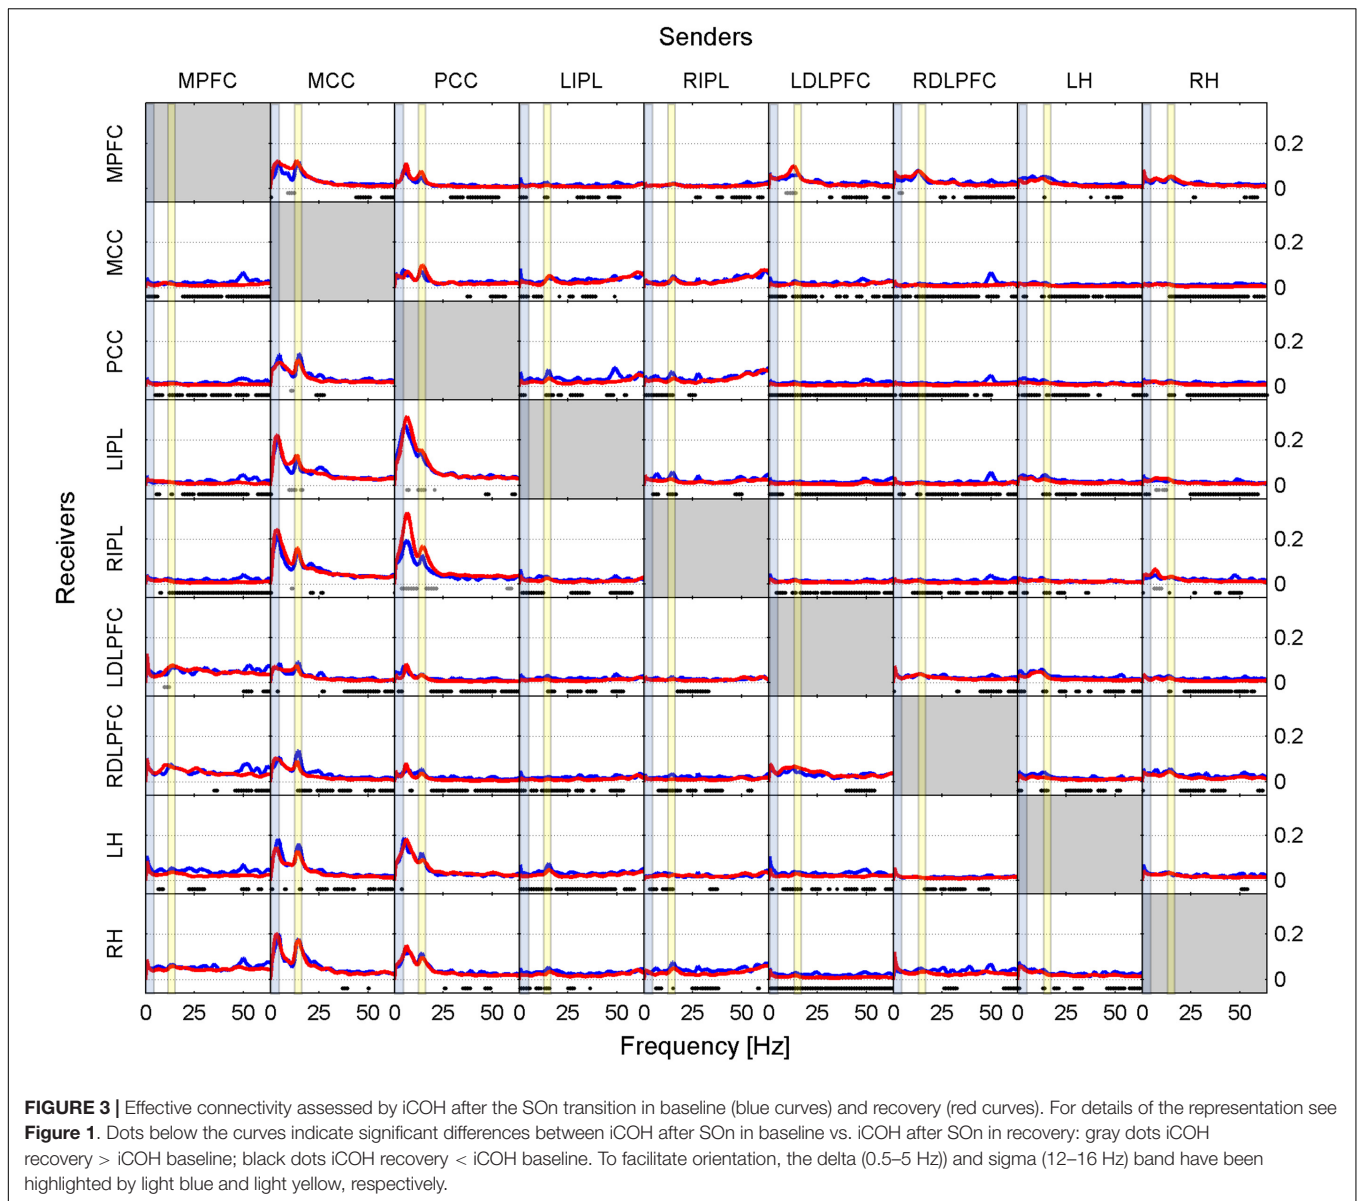 Senders
MPFC MCC PCC LIPL RIPL LDLPFC RDLPFC LH RH
Receivers
MPFC 0.2 0
MCC 0.2 0
PCC 0.2 0
LIPL 0.2 0
RIPL 0.2 0
LDLPFC 0.2 0
RDLPFC 0.2 0
LH 0.2 0
RH 0.2 0
0 25 50 0 25 50 0 25 50 0 25 50 0 25 50 0 25 50 0 25 50 0 25 50 0 25 50
Frequency [Hz]
FIGURE 3 | Effective connectivity assessed by iCOH after the SOn transition in baseline (blue curves) and recovery (red curves). For details of the representation see
Figure 1. Dots below the curves indicate significant differences between iCOH after SOn in baseline vs. iCOH after SOn in recovery: gray dots iCOH
recovery > iCOH baseline; black dots iCOH recovery < iCOH baseline. To facilitate orientation, the delta (0.5–5 Hz)) and sigma (12–16 Hz) band have been
highlighted by light blue and light yellow, respectively.